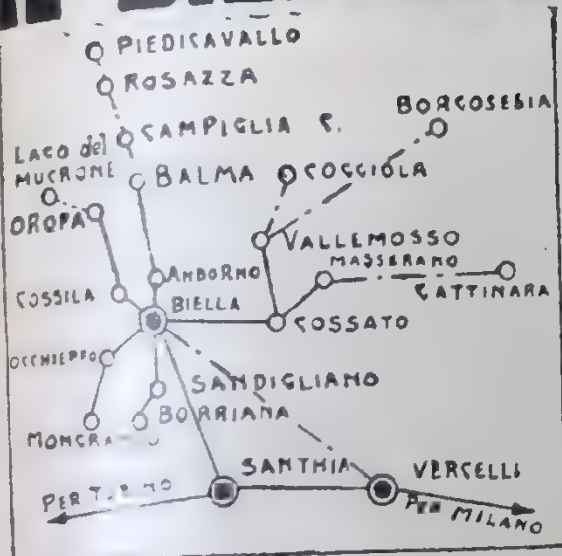 PIEDICAVALLO
ROSAZZA
BORGOSESIA
CAMPIGLIA C.
LAGO del
MUCRONE
BALMA
COGGIOLA
OROPA
VALLEMOSSO
MASSERANO
ANDORNO
GATTINARA
COSSILA
BIELLA
COSSATO
OCCHIEPPO
SANDIGLIANO
BORRIANA
SANTHIA
VERCELLI
PER
PER MILANO